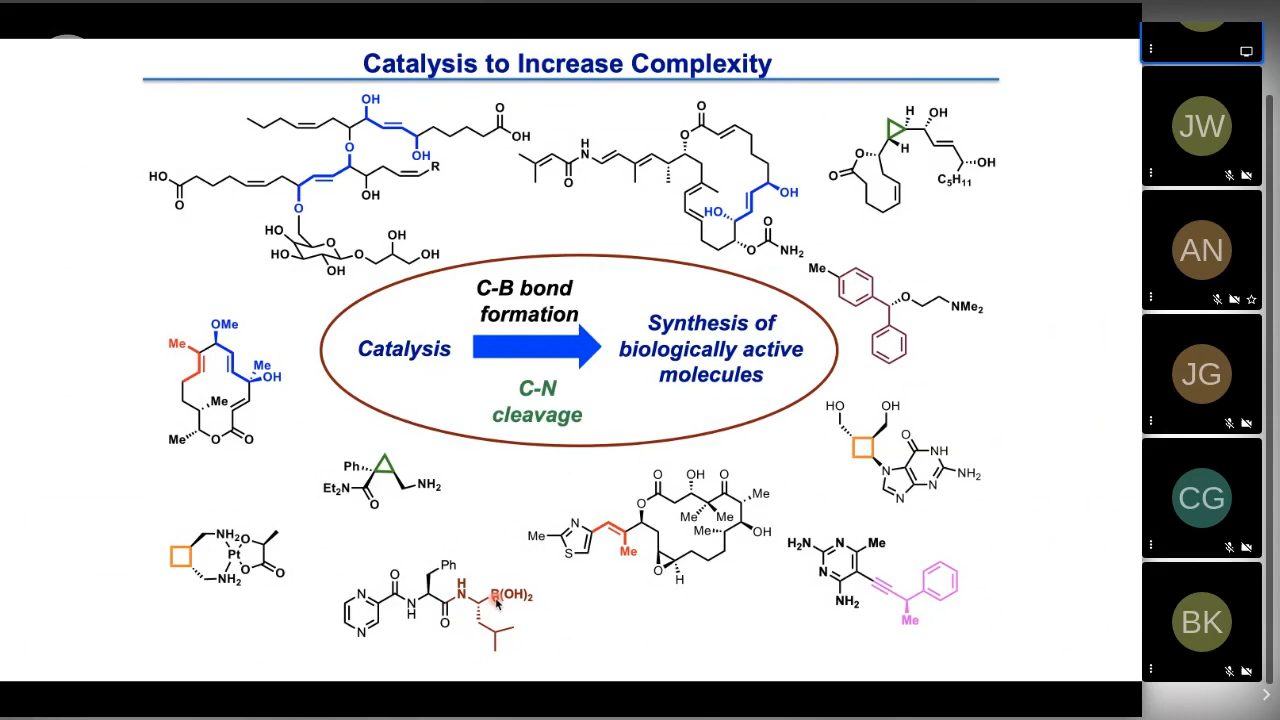 Catalysis to Increase Complexity
OH
O
OH
O
OH
R
HO
O
OH
O
HO
HO
O
OH
O
OH
OH
O
O
H
N
O
OH
HO
O
O
NH2
H
OH
O
H
O
OH
C5H11
Me
O
NMe2
C-B bond
formation
Catalysis
Synthesis of
biologically active
molecules
C-N
cleavage
OMe
Me
Me
OH
Me
Me
O
O
HO
OH
O
N
NH
N
N
NH2
Ph
Et2N
O
NH2
O
OH
O
O
Me
Me
Me
Me
OH
N
Me
S
Me
O
H
NH2
O
Pt
O
O
NH2
Ph
O
H
N
B(OH)2
N
N
H
O
N
H2N
N
Me
N
NH2
Me
JW
AN
JG
CG
BK